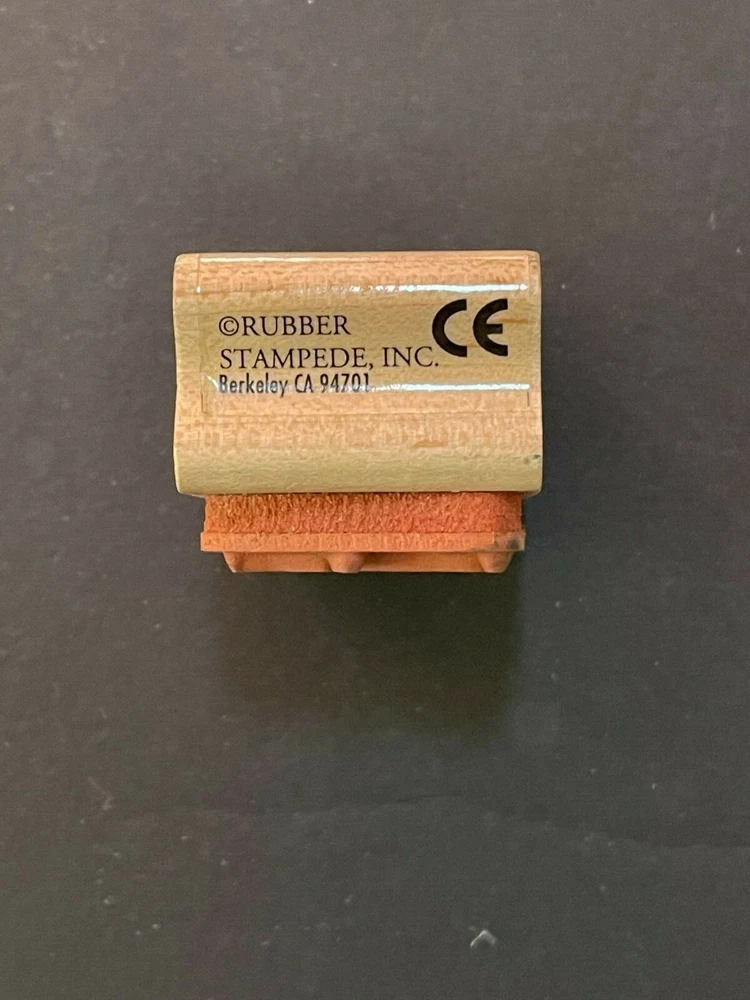 ©RUBBER
STAMPEDE, INC.
Berkeley CA 94701
CE